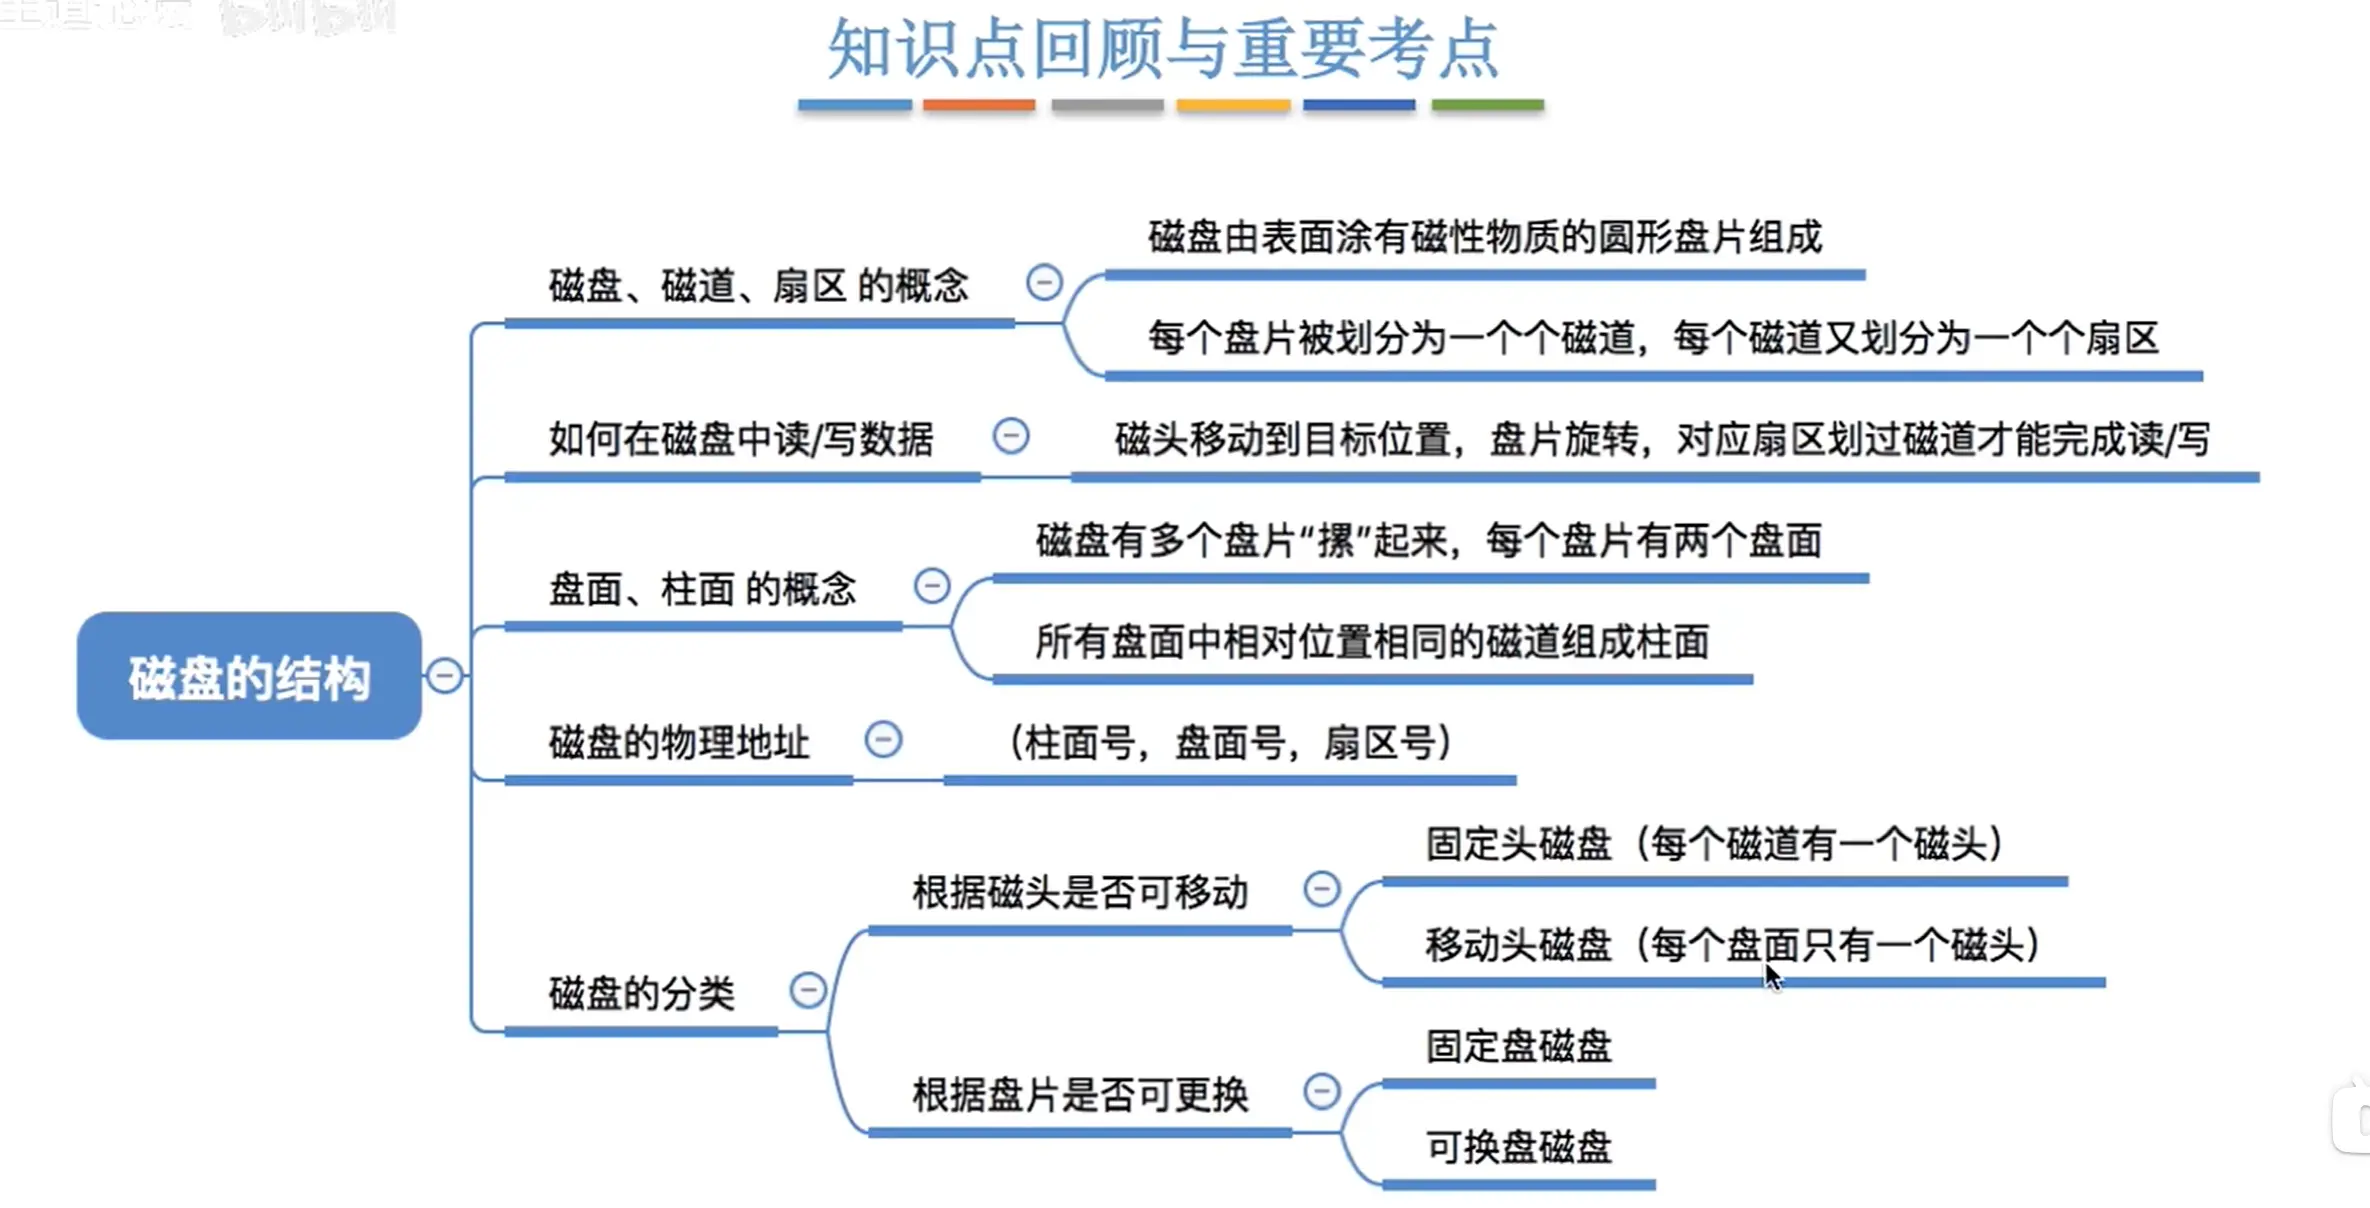 知识点回顾与重要考点
磁盘的结构
磁盘、磁道、扇区 的概念
磁盘由表面涂有磁性物质的圆形盘片组成
每个盘片被划分为一个个磁道，每个磁道又划分为一个个扇区
如何在磁盘中读/写数据
磁头移动到目标位置，盘片旋转，对应扇区划过磁道才能完成读/写
盘面、柱面 的概念
磁盘有多个盘片“摞”起来，每个盘片有两个盘面
所有盘面中相对位置相同的磁道组成柱面
磁盘的物理地址
（柱面号，盘面号，扇区号）
磁盘的分类
根据磁头是否可移动
固定头磁盘（每个磁道有一个磁头）
移动头磁盘（每个盘面只有一个磁头）
根据盘片是否可更换
固定盘磁盘
可换盘磁盘